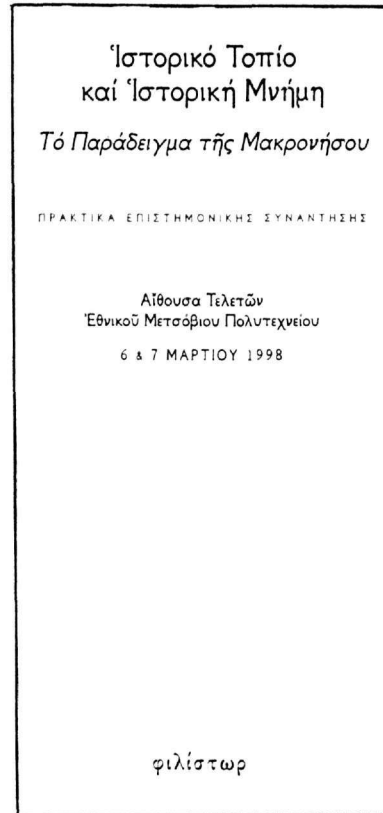 Ἱστορικό Τοπίο
καί Ἱστορική Μνήμη
Τό Παράδειγμα τῆς Μακρονήσου
ΠΡΑΚΤΙΚΑ ΕΠΙΣΤΗΜΟΝΙΚΗΣ ΣΥΝΑΝΤΗΣΗΣ
Αἴθουσα Τελετῶν
Ἐθνικοῦ Μετσόβιου Πολυτεχνείου
6 & 7 ΜΑΡΤΙΟΥ 1998
φιλίστωρ